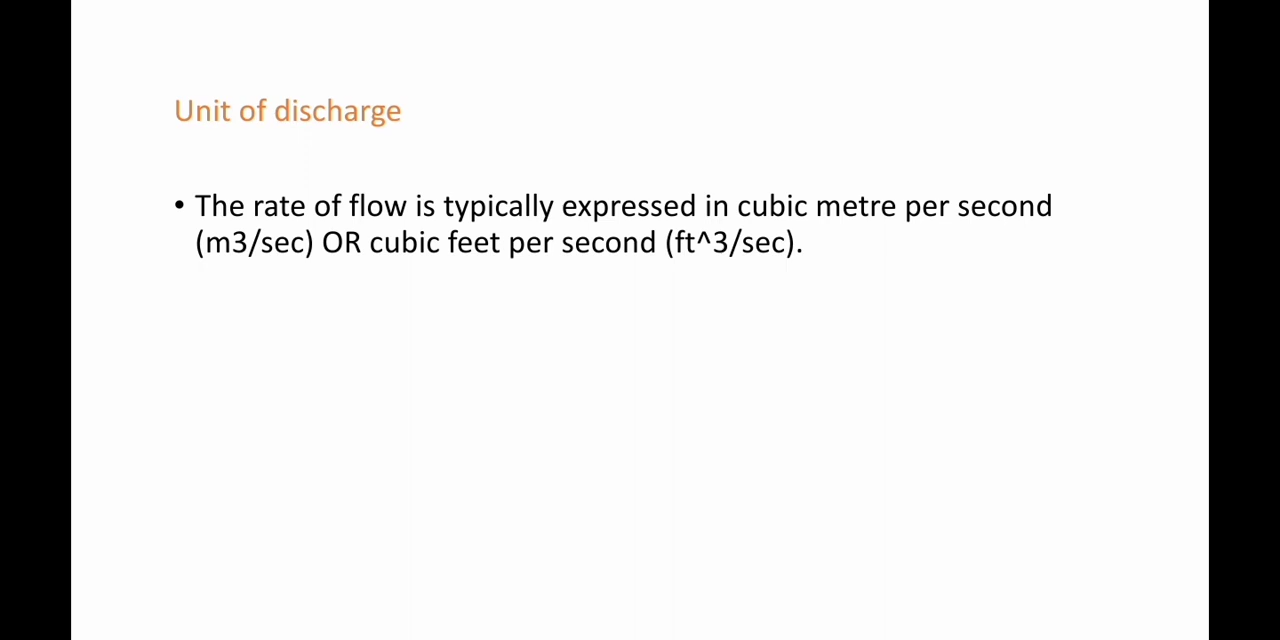 Unit of discharge
• The rate of flow is typically expressed in cubic metre per second
(m3/sec) OR cubic feet per second (ft^3/sec).